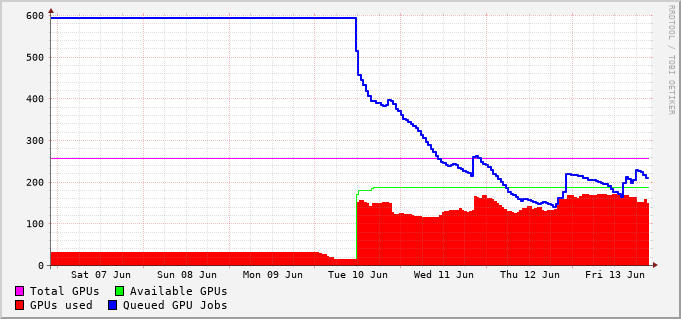 600
500
400
300
200
100
0
Sat 07 Jun Sun 08 Jun Mon 09 Jun Tue 10 Jun Wed 11 Jun Thu 12 Jun Fri 13 Jun
Total GPUs Available GPUs
GPUs used Queued GPU Jobs
RRDTOOL / TOBI OETIKER